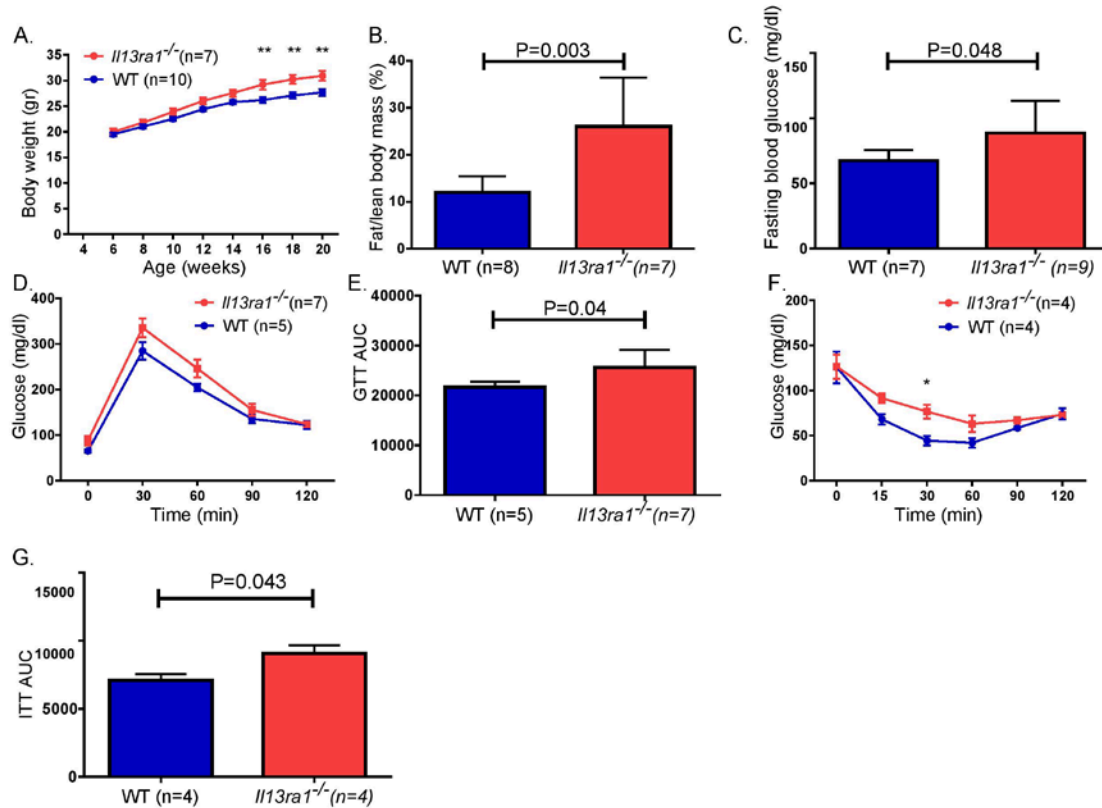 A.
Il13ra1-/-(n=7)
WT (n=10)
** ** **
Body weight (gr)
35
30
25
20
15
10
5
0
4 6 8 10 12 14 16 18 20
Age (weeks)
B.
P=0.003
Fat/lean body mass (%)
40
30
20
10
0
WT (n=8) Il13ra1-/-(n=7)
C.
P=0.048
Fasting blood glucose (mg/dl)
150
100
50
0
WT (n=7) Il13ra1-/- (n=9)
D.
Il13ra1-/-(n=7)
WT (n=5)
Glucose (mg/dl)
400
300
200
100
0
0 30 60 90 120
Time (min)
E.
P=0.04
GTT AUC
40000
30000
20000
10000
0
WT (n=5) Il13ra1-/-(n=7)
F.
Il13ra1-/-(n=4)
WT (n=4)
*
Glucose (mg/dl)
200
150
100
50
0
0 15 30 60 90 120
Time (min)
G.
P=0.043
ITT AUC
15000
10000
5000
0
WT (n=4) Il13ra1-/-(n=4)